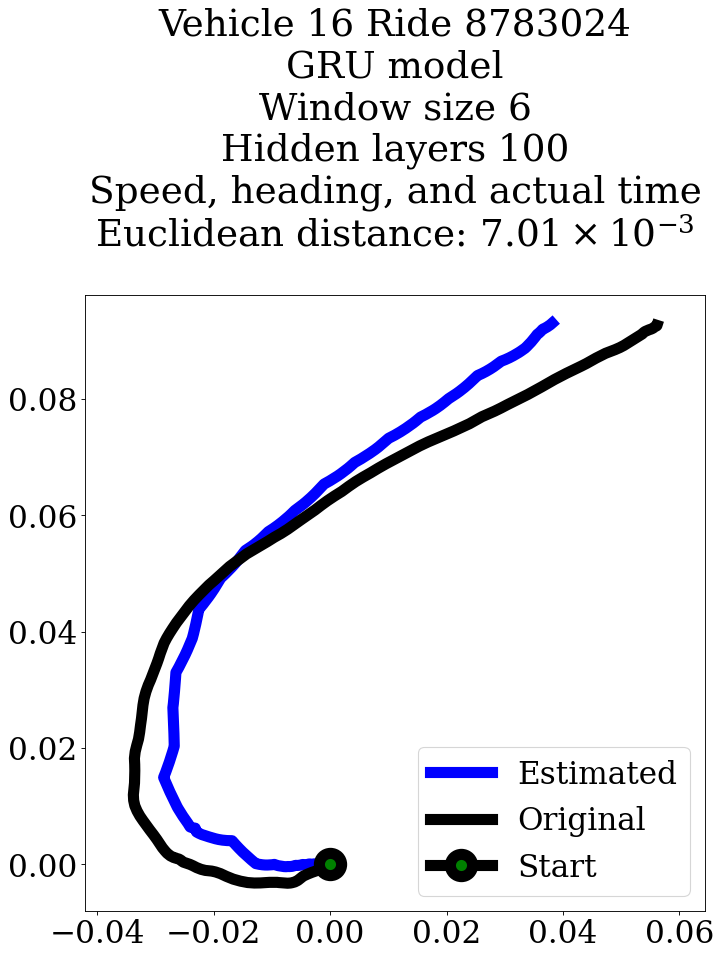 Vehicle 16 Ride 8783024
GRU model
Window size 6
Hidden layers 100
Speed, heading, and actual time
Euclidean distance: 7.01 × 10⁻³
0.08
0.06
0.04
0.02
0.00
Estimated
Original
Start
−0.04 −0.02 0.00 0.02 0.04 0.06